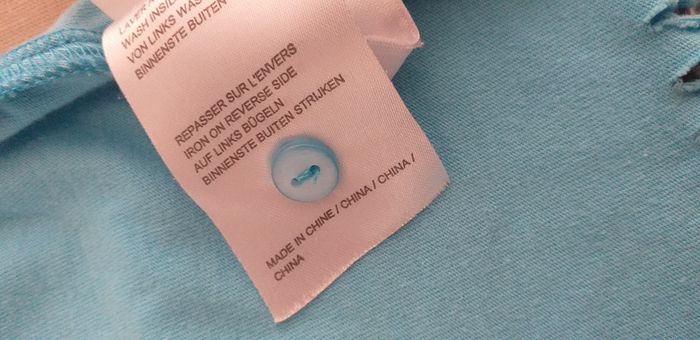 WASH INSID
VON LINKS WAS
BINNENSTE BUITEN
REPASSER SUR L'ENVERS
IRON ON REVERSE SIDE
AUF LINKS BÜGELN
BINNENSTE BUITEN STRIJKEN
MADE IN CHINE / CHINA / CHINA /
CHINA